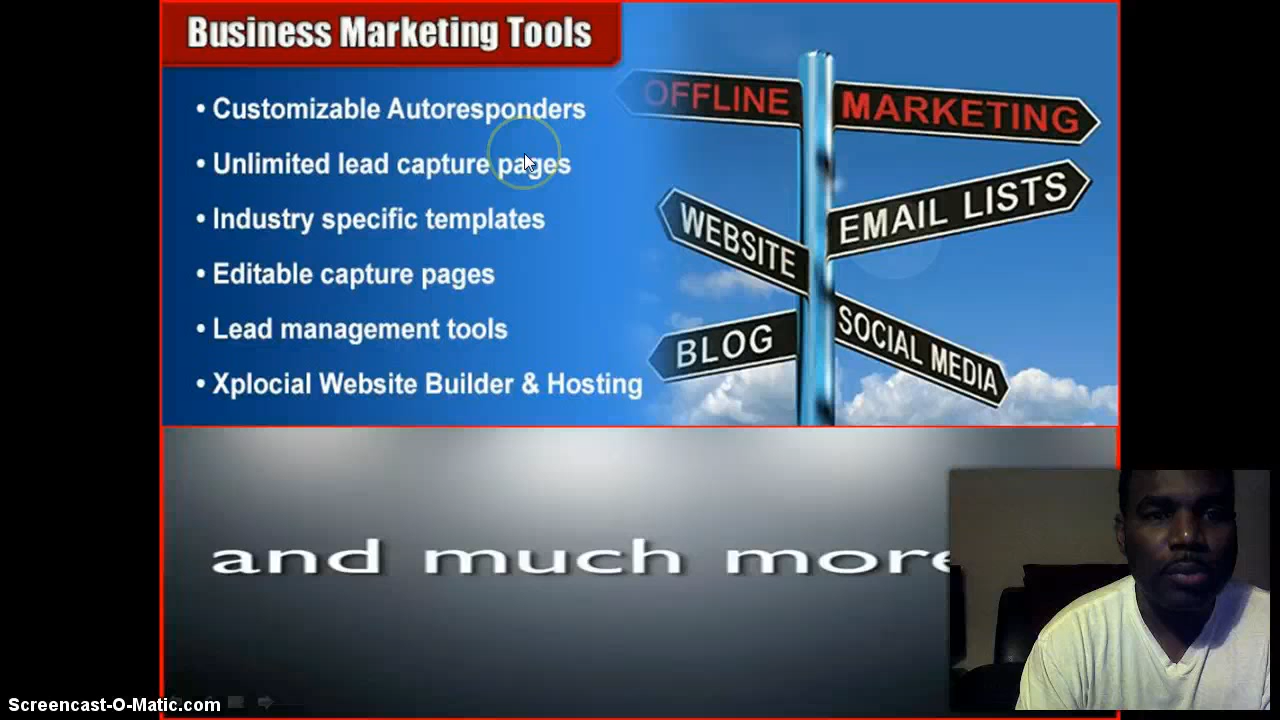 Business Marketing Tools
• Customizable Autoresponders
• Unlimited lead capture pages
• Industry specific templates
• Editable capture pages
• Lead management tools
• Xplocial Website Builder & Hosting
OFFLINE MARKETING
EMAIL LISTS
WEBSITE
SOCIAL MEDIA
BLOG
and much more
Screencast-O-Matic.com